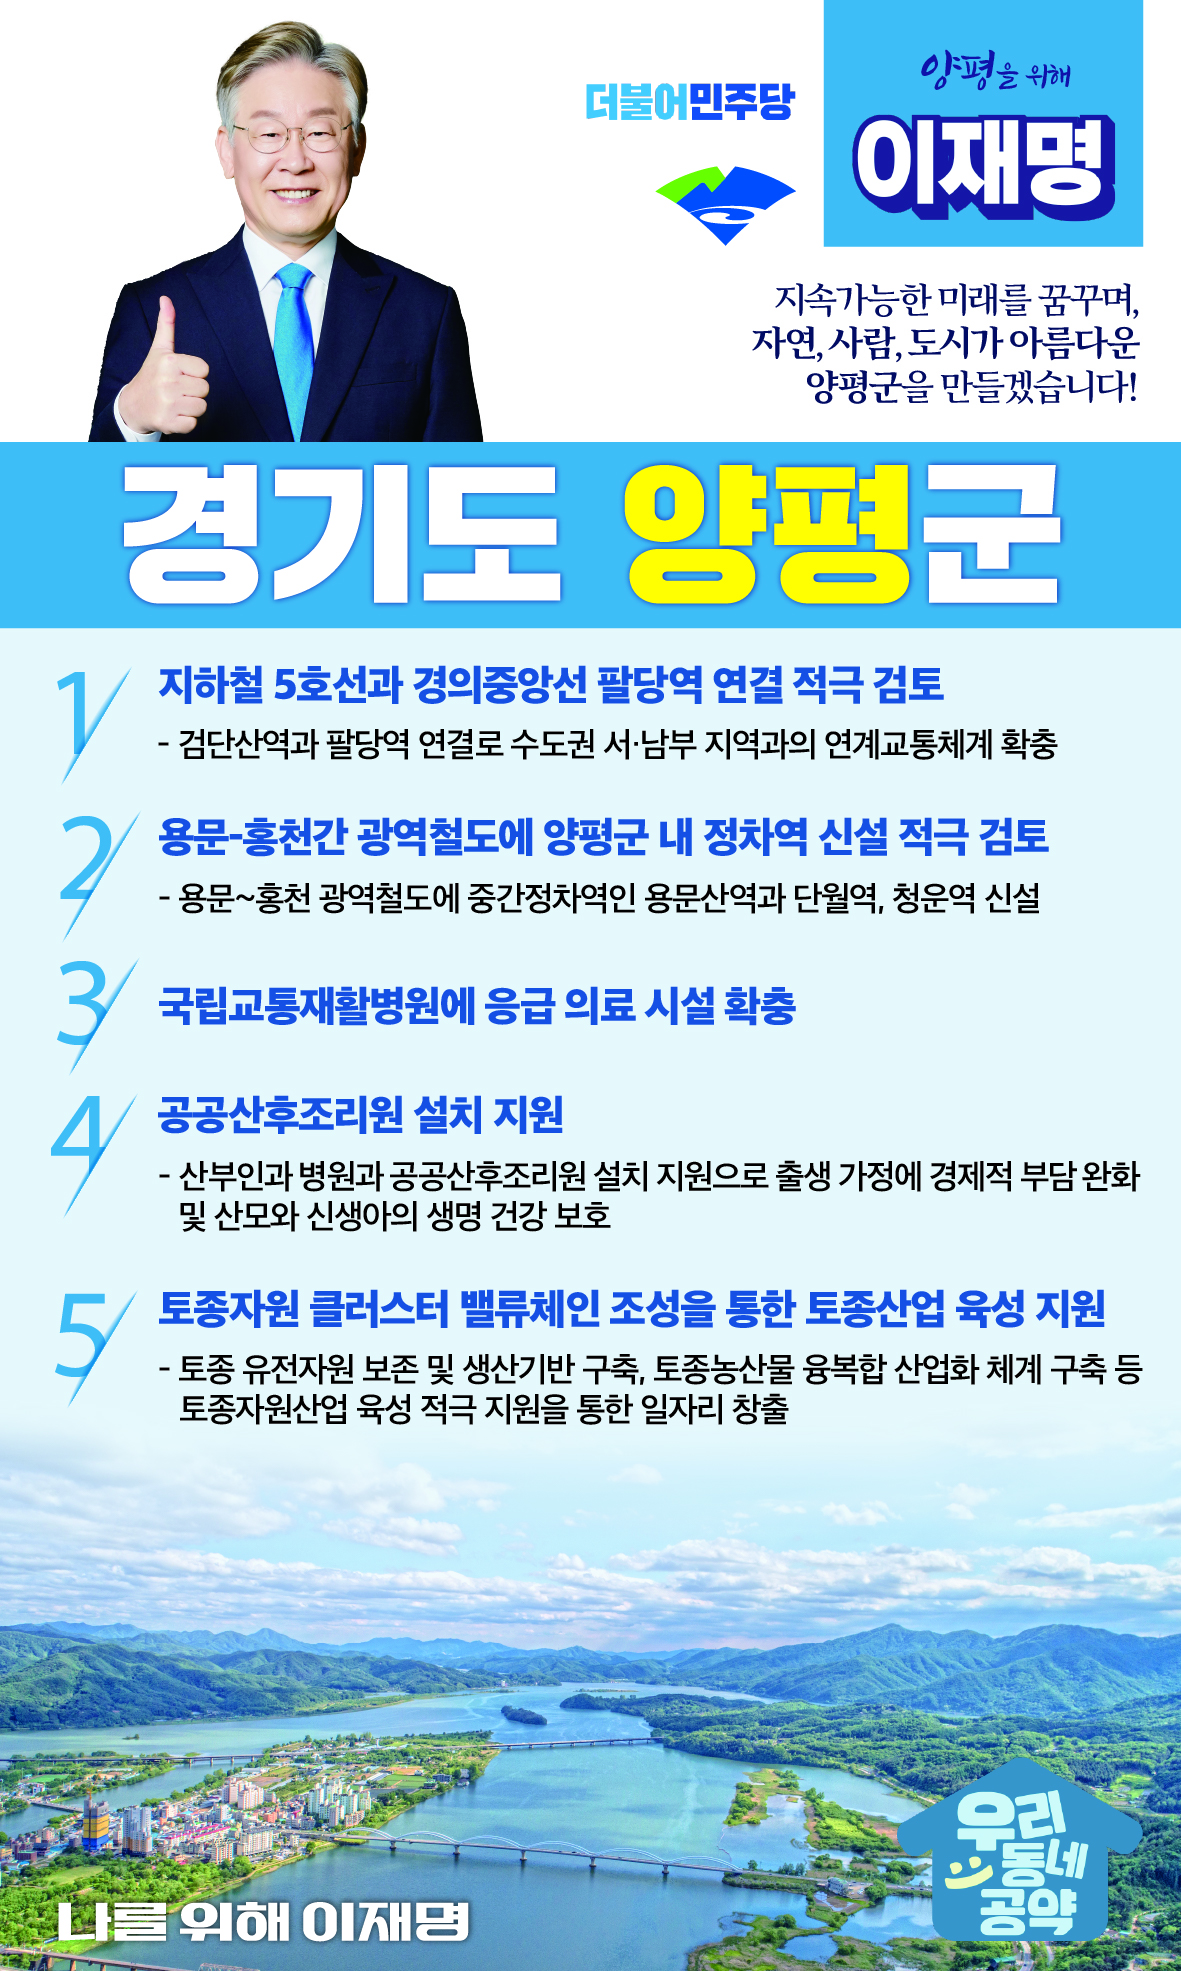 더불어민주당
양평을 위해
이재명
지속가능한 미래를 꿈꾸며,
자연, 사람, 도시가 아름다운
양평군을 만들겠습니다!
경기도 양평군
1 지하철 5호선과 경의중앙선 팔당역 연결 적극 검토
- 검단산역과 팔당역 연결로 수도권 서·남부 지역과의 연계교통체계 확충
2 용문-홍천간 광역철도에 양평군 내 정차역 신설 적극 검토
- 용문~홍천 광역철도에 중간정차역인 용문산역과 단월역, 청운역 신설
3 국립교통재활병원에 응급 의료 시설 확충
4 공공산후조리원 설치 지원
- 산부인과 병원과 공공산후조리원 설치 지원으로 출생 가정에 경제적 부담 완화
및 산모와 신생아의 생명 건강 보호
5 토종자원 클러스터 밸류체인 조성을 통한 토종산업 육성 지원
- 토종 유전자원 보존 및 생산기반 구축, 토종농산물 융복합 산업화 체계 구축 등
토종자원산업 육성 적극 지원을 통한 일자리 창출
우리
동네
공약
나를 위해 이재명